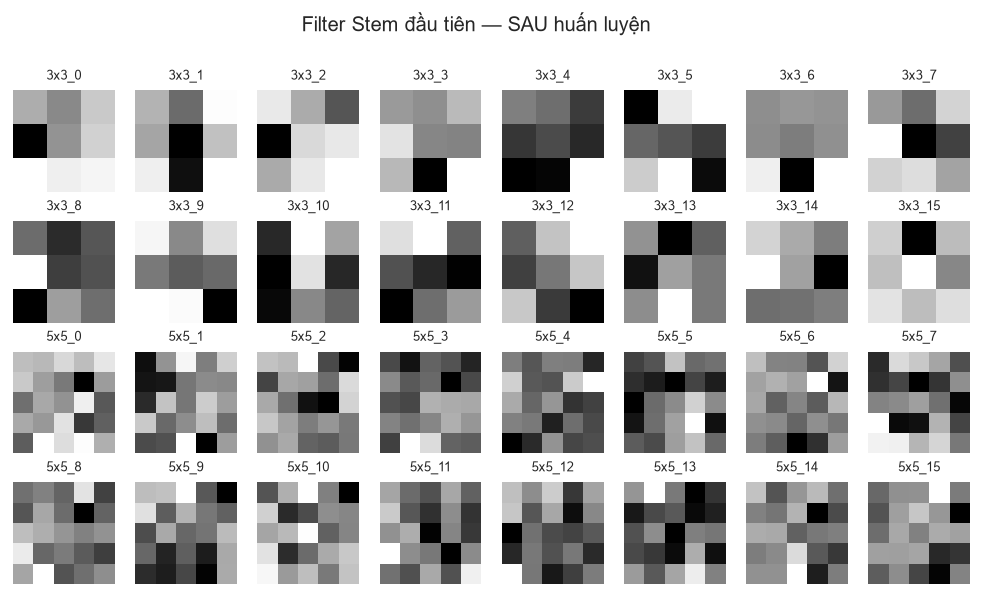 Filter Stem đầu tiên — SAU huấn luyện
3x3_0 3x3_1 3x3_2 3x3_3 3x3_4 3x3_5 3x3_6 3x3_7
3x3_8 3x3_9 3x3_10 3x3_11 3x3_12 3x3_13 3x3_14 3x3_15
5x5_0 5x5_1 5x5_2 5x5_3 5x5_4 5x5_5 5x5_6 5x5_7
5x5_8 5x5_9 5x5_10 5x5_11 5x5_12 5x5_13 5x5_14 5x5_15